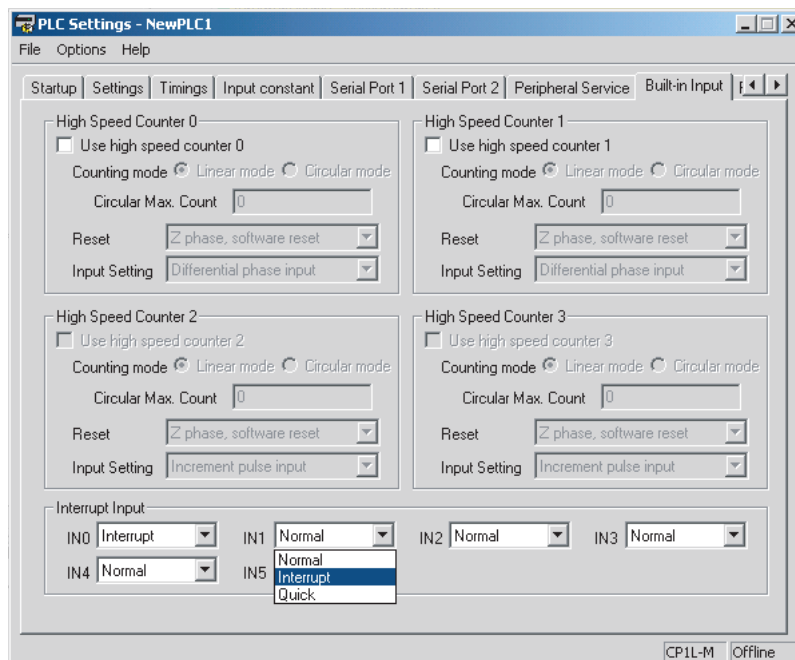 PLC Settings - NewPLC1
File Options Help
Startup Settings Timings Input constant Serial Port 1 Serial Port 2 Peripheral Service Built-in Input
High Speed Counter 0
Use high speed counter 0
Counting mode Linear mode Circular mode
Circular Max. Count 0
Reset Z phase, software reset
Input Setting Differential phase input
High Speed Counter 1
Use high speed counter 1
Counting mode Linear mode Circular mode
Circular Max. Count 0
Reset Z phase, software reset
Input Setting Differential phase input
High Speed Counter 2
Use high speed counter 2
Counting mode Linear mode Circular mode
Circular Max. Count 0
Reset Z phase, software reset
Input Setting Increment pulse input
High Speed Counter 3
Use high speed counter 3
Counting mode Linear mode Circular mode
Circular Max. Count 0
Reset Z phase, software reset
Input Setting Increment pulse input
Interrupt Input
IN0 Interrupt IN1 Normal IN2 Normal IN3 Normal
Normal
IN4 Normal IN5 Interrupt
Quick
CP1L-M Offline